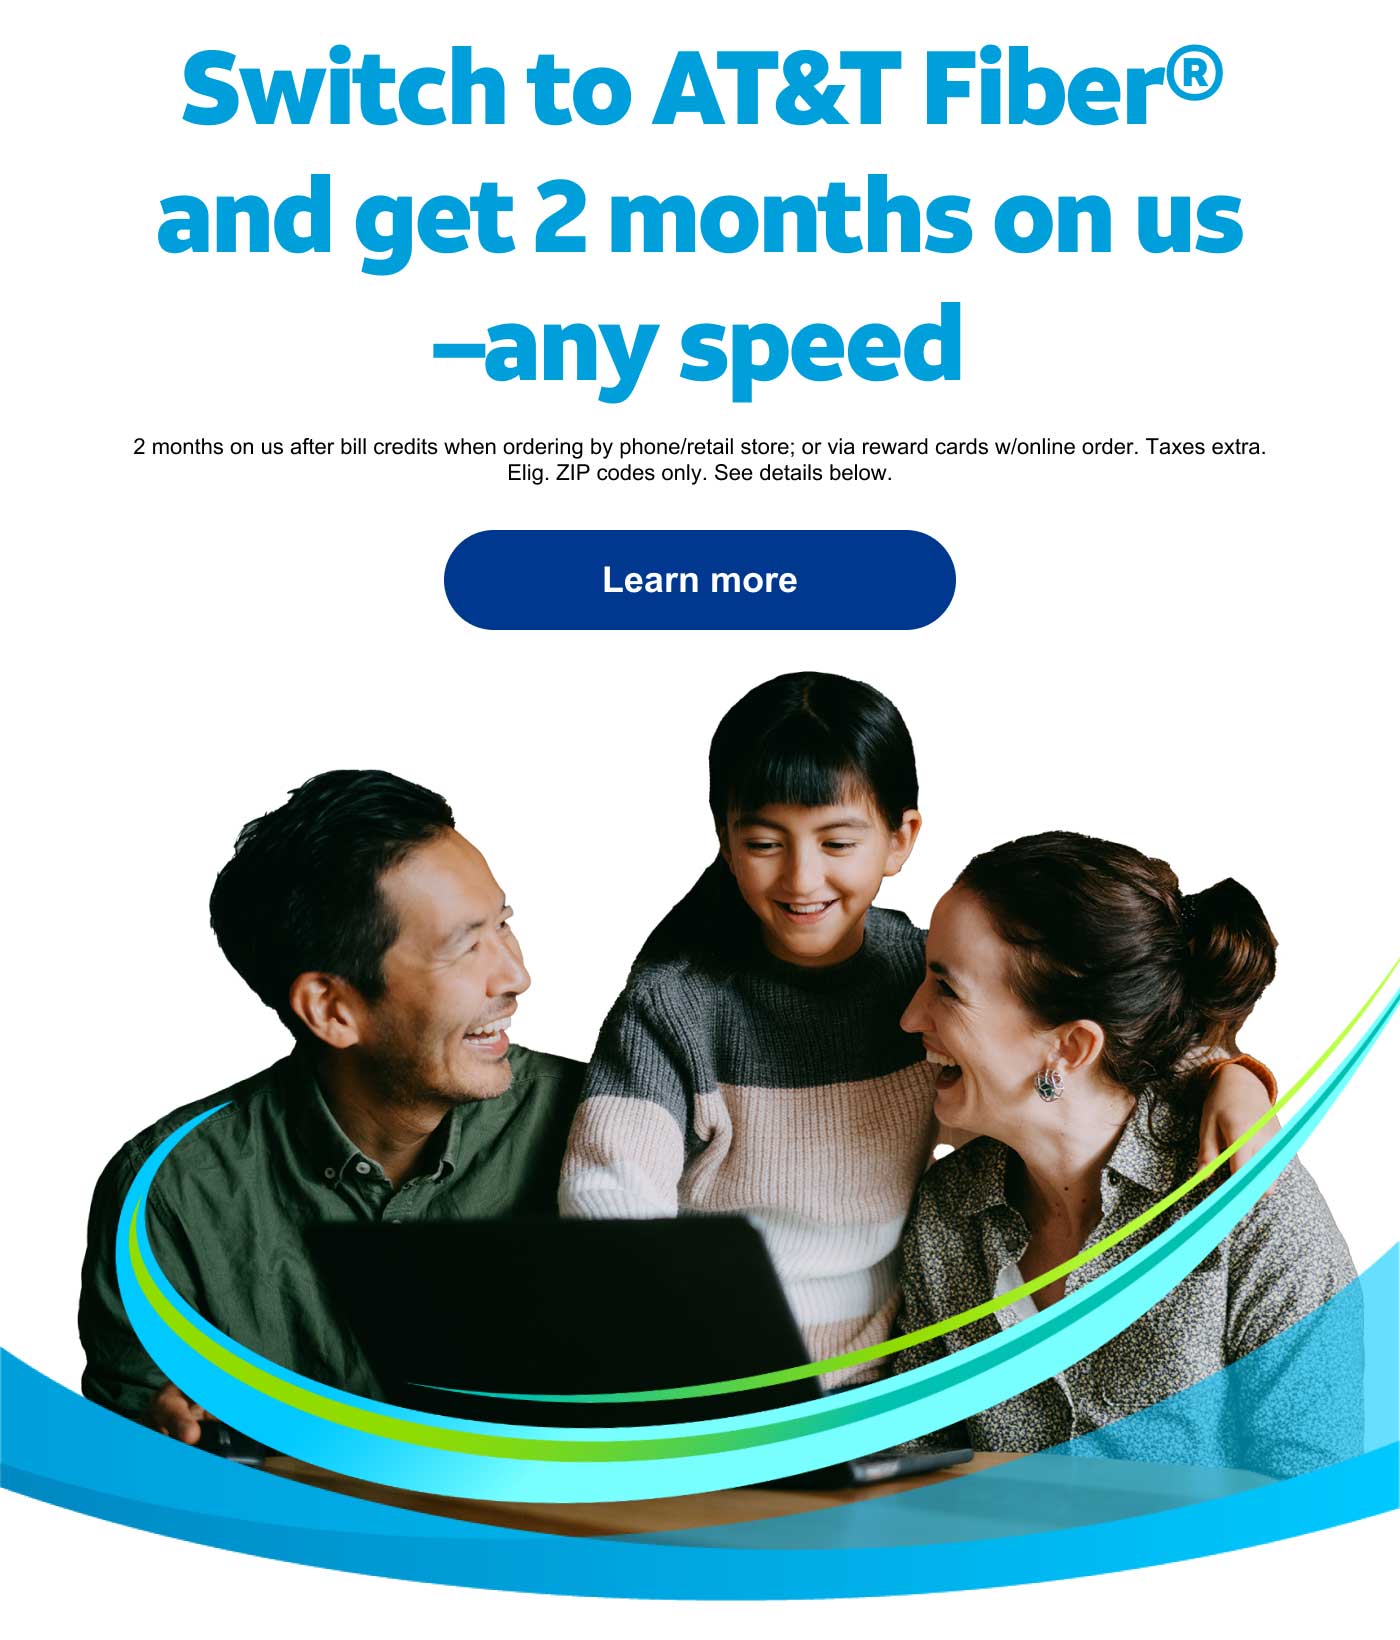 Switch to AT&T Fiber®
and get 2 months on us
–any speed
2 months on us after bill credits when ordering by phone/retail store; or via reward cards w/online order. Taxes extra.
Elig. ZIP codes only. See details below.
Learn more